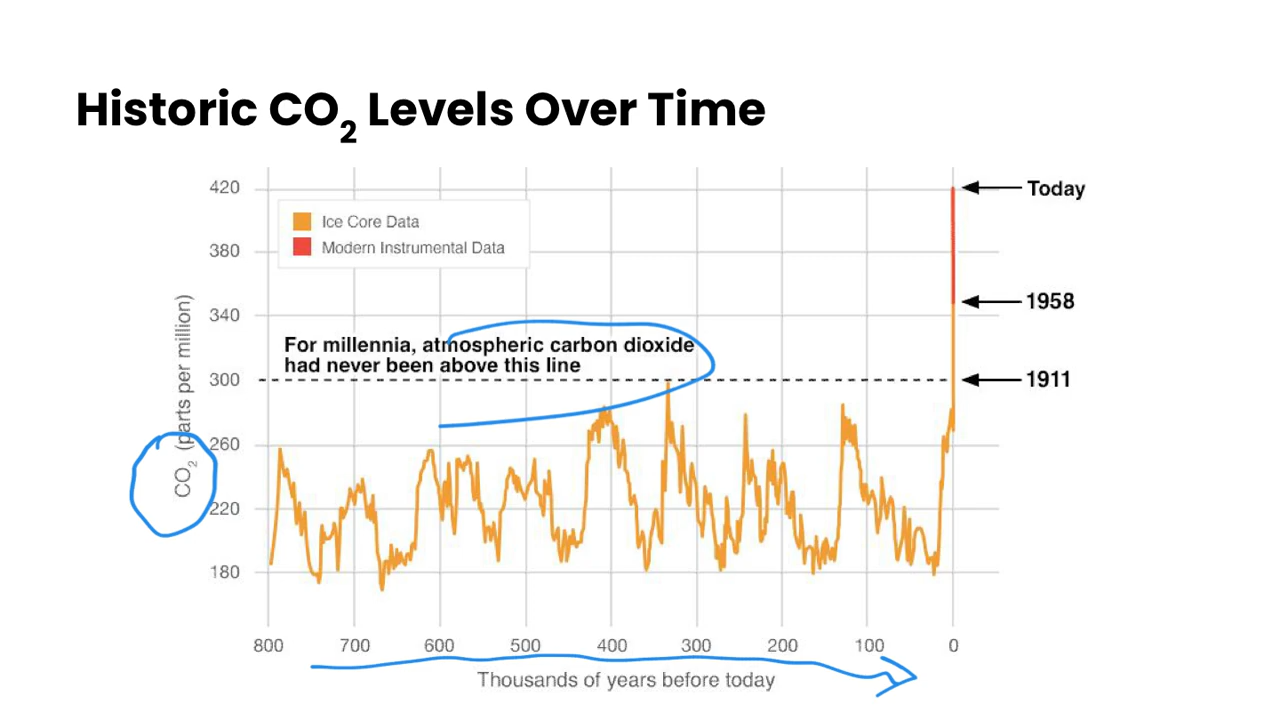 Historic CO₂ Levels Over Time
420
380
340
300
260
220
180
CO₂ (parts per million)
Ice Core Data
Modern Instrumental Data
For millennia, atmospheric carbon dioxide
had never been above this line
Today
1958
1911
800 700 600 500 400 300 200 100 0
Thousands of years before today